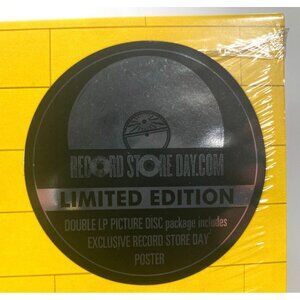 RECORD STORE DAY.COM
LIMITED EDITION
DOUBLE LP PICTURE DISC package includes
EXCLUSIVE RECORD STORE DAY
POSTER